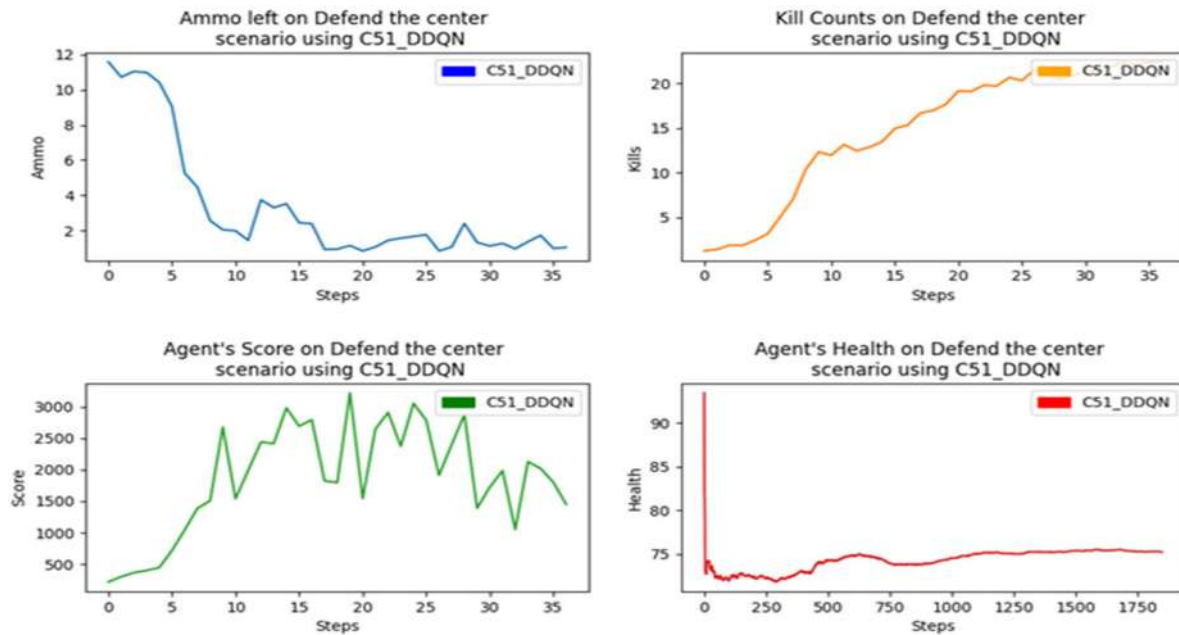 Ammo left on Defend the center
scenario using C51_DDQN
C51_DDQN
12
10
8
6
4
2
Ammo
0 5 10 15 20 25 30 35
Steps
Kill Counts on Defend the center
scenario using C51_DDQN
C51_DDQN
20
15
10
5
Kills
0 5 10 15 20 25 30 35
Steps
Agent's Score on Defend the center
scenario using C51_DDQN
C51_DDQN
3000
2500
2000
1500
1000
500
Score
0 5 10 15 20 25 30 35
Steps
Agent's Health on Defend the center
scenario using C51_DDQN
C51_DDQN
90
85
80
75
Health
0 250 500 750 1000 1250 1500 1750
Steps